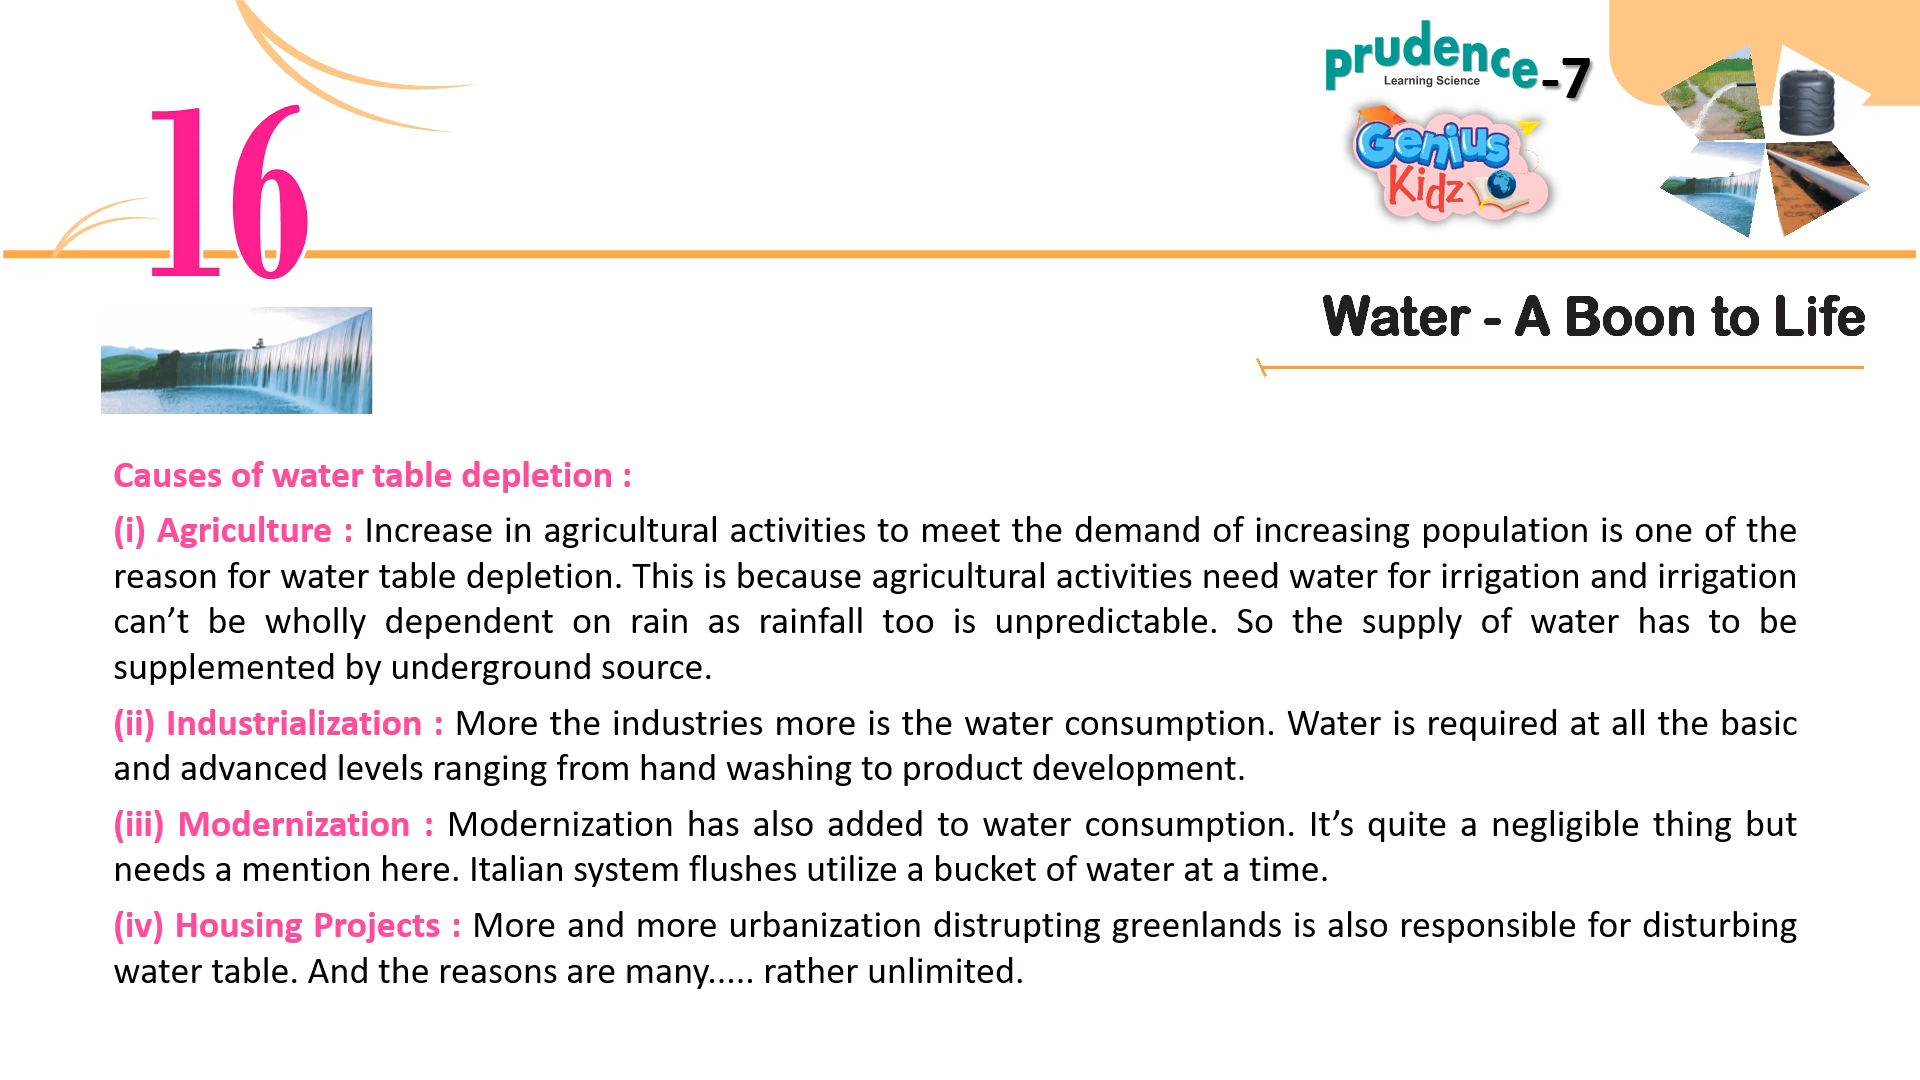 prudence-7
Learning Science
Genius
Kidz
16
Water - A Boon to Life
Causes of water table depletion :
(i) Agriculture : Increase in agricultural activities to meet the demand of increasing population is one of the
reason for water table depletion. This is because agricultural activities need water for irrigation and irrigation
can’t be wholly dependent on rain as rainfall too is unpredictable. So the supply of water has to be
supplemented by underground source.
(ii) Industrialization : More the industries more is the water consumption. Water is required at all the basic
and advanced levels ranging from hand washing to product development.
(iii) Modernization : Modernization has also added to water consumption. It’s quite a negligible thing but
needs a mention here. Italian system flushes utilize a bucket of water at a time.
(iv) Housing Projects : More and more urbanization distrupting greenlands is also responsible for disturbing
water table. And the reasons are many..... rather unlimited.